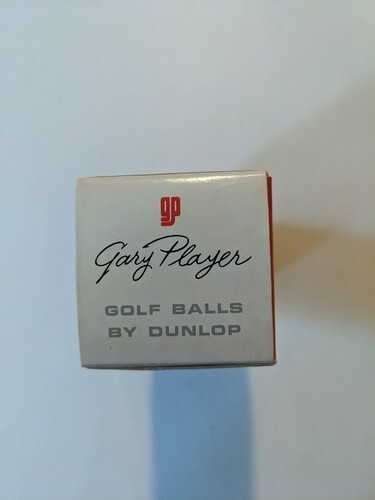 gp
Gary Player
GOLF BALLS
BY DUNLOP